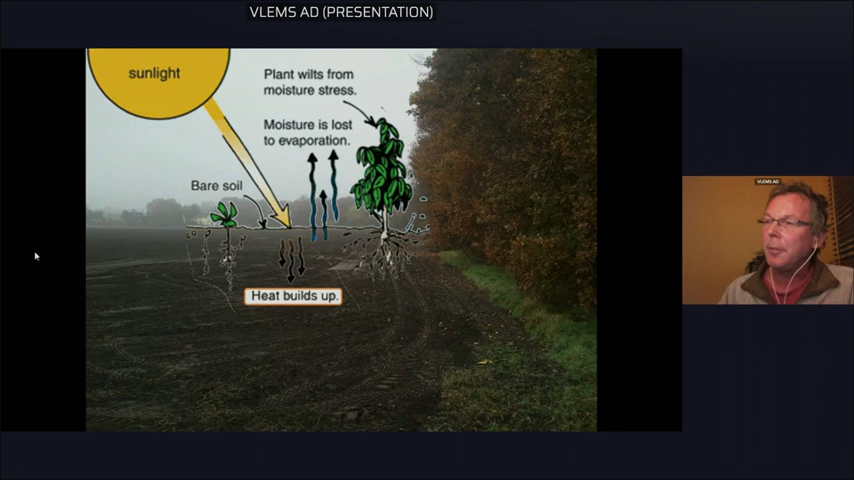 VLEMS AD (PRESENTATION)
sunlight
Plant wilts from
moisture stress.
Moisture is lost
to evaporation.
Bare soil
Heat builds up.
VLEMS AD